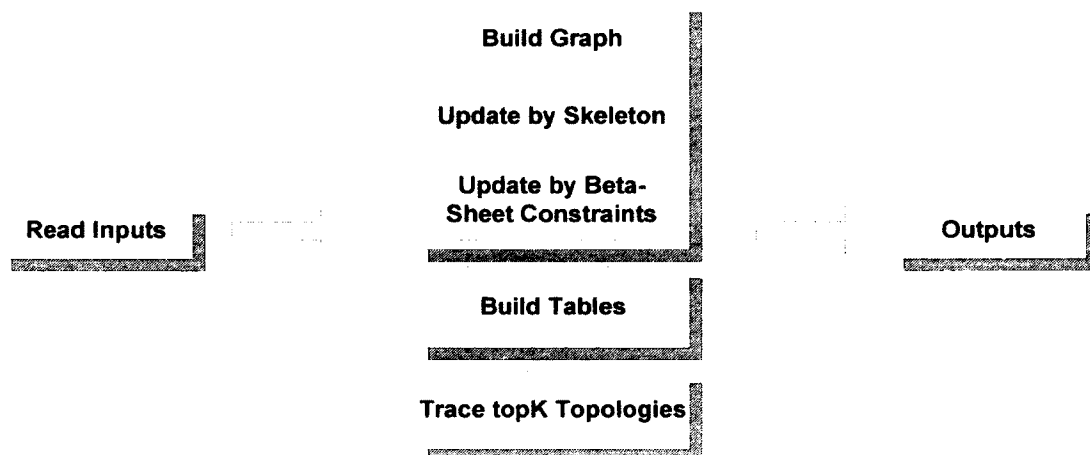 Build Graph
Update by Skeleton
Update by Beta-
Sheet Constraints
Read Inputs
Outputs
Build Tables
Trace topK Topologies